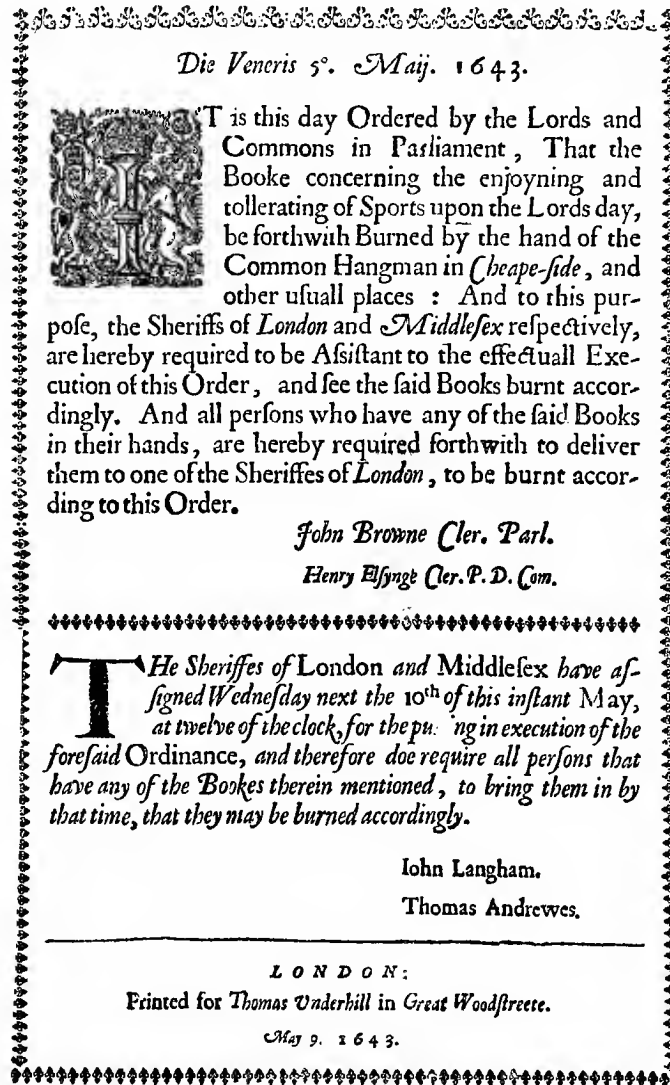 Die Veneris 5°. Maij. 1643.
IT is this day Ordered by the Lords and
Commons in Parliament, That the
Booke concerning the enjoyning and
tollerating of Sports upon the Lords day,
be forthwith Burned by the hand of the
Common Hangman in Cheape-ſide, and
other uſuall places : And to this pur-
poſe, the Sheriffs of London and Middleſex reſpectively,
are hereby required to be Aſsiſtant to the effectuall Exe-
cution of this Order, and ſee the ſaid Books burnt accor-
dingly. And all perſons who have any of the ſaid Books
in their hands, are hereby required forthwith to deliver
them to one of the Sheriffes of London, to be burnt accor-
ding to this Order.
John Browne Cler. Parl.
Henry Elſynge Cler. P. D. Com.
THe Sheriffes of London and Middleſex have aſ-
ſigned Wedneſday next the 10th of this inſtant May,
at twelve of the clock, for the in execution of the
foreſaid Ordinance, and therefore doe require all perſons that
have any of the Bookes therein mentioned, to bring them in by
that time, that they may be burned accordingly.
Iohn Langham.
Thomas Andrewes.
LONDON:
Printed for Thomas Underhill in Great Woodſtreete.
May 9. 1643.